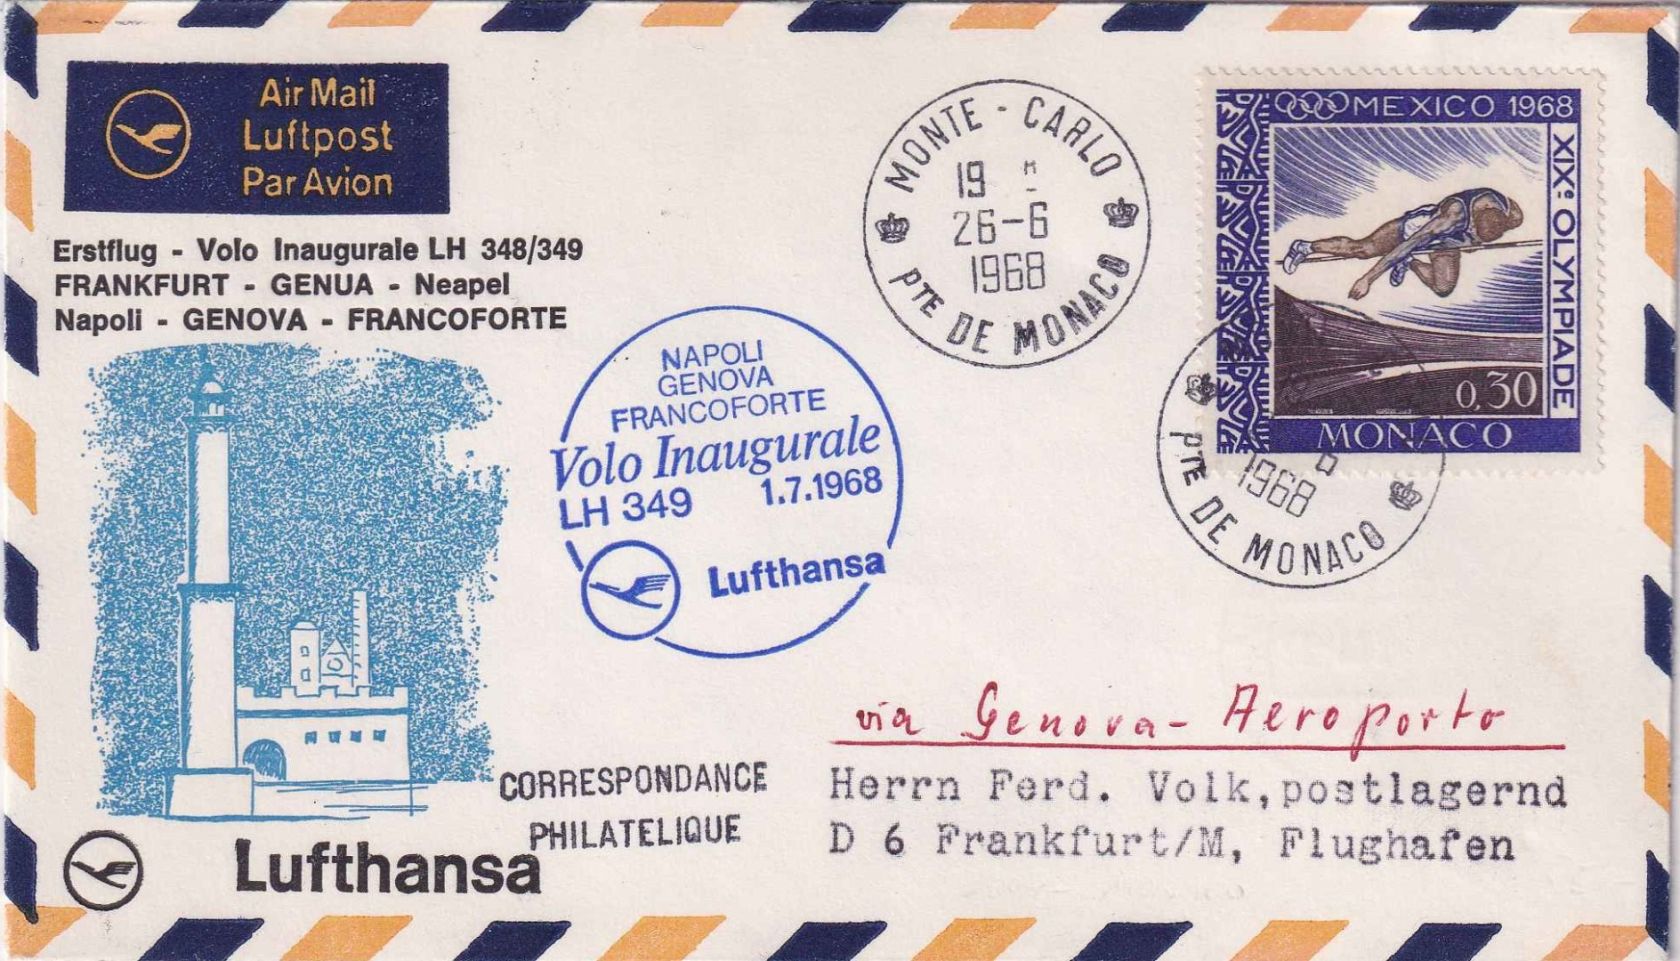 Air Mail
Luftpost
Par Avion
Erstflug - Volo Inaugurale LH 348/349
FRANKFURT - GENUA - Neapel
Napoli - GENOVA - FRANCOFORTE
MONTE - CARLO
19 H
26-6
1968
PTE DE MONACO
MEXICO 1968
XIXe OLYMPIADE
0,30
MONACO
1968
PTE DE MONACO
NAPOLI
GENOVA
FRANCOFORTE
Volo Inaugurale
LH 349 1.7.1968
Lufthansa
via Genova-Aeroporto
Herrn Ferd. Volk, postlagernd
D 6 Frankfurt/M, Flughafen
CORRESPONDANCE
PHILATELIQUE
Lufthansa